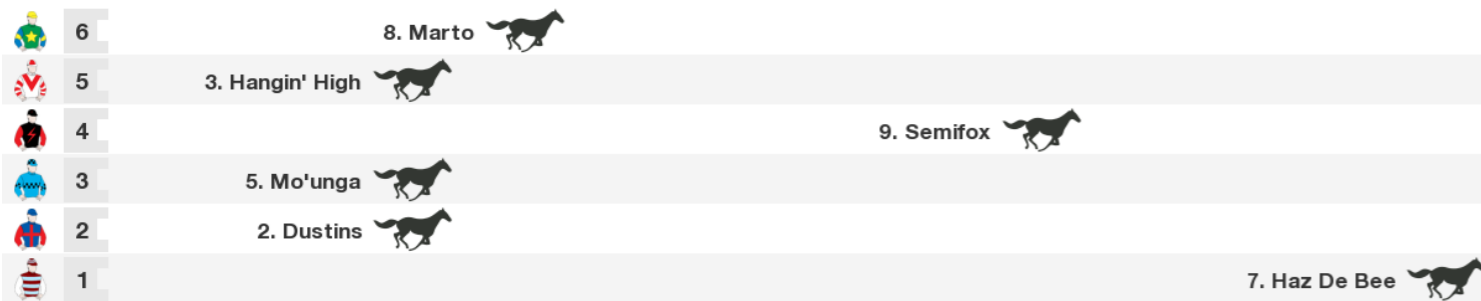 6 8. Marto
5 3. Hangin' High
4 9. Semifox
3 5. Mo'unga
2 2. Dustins
1 7. Haz De Bee